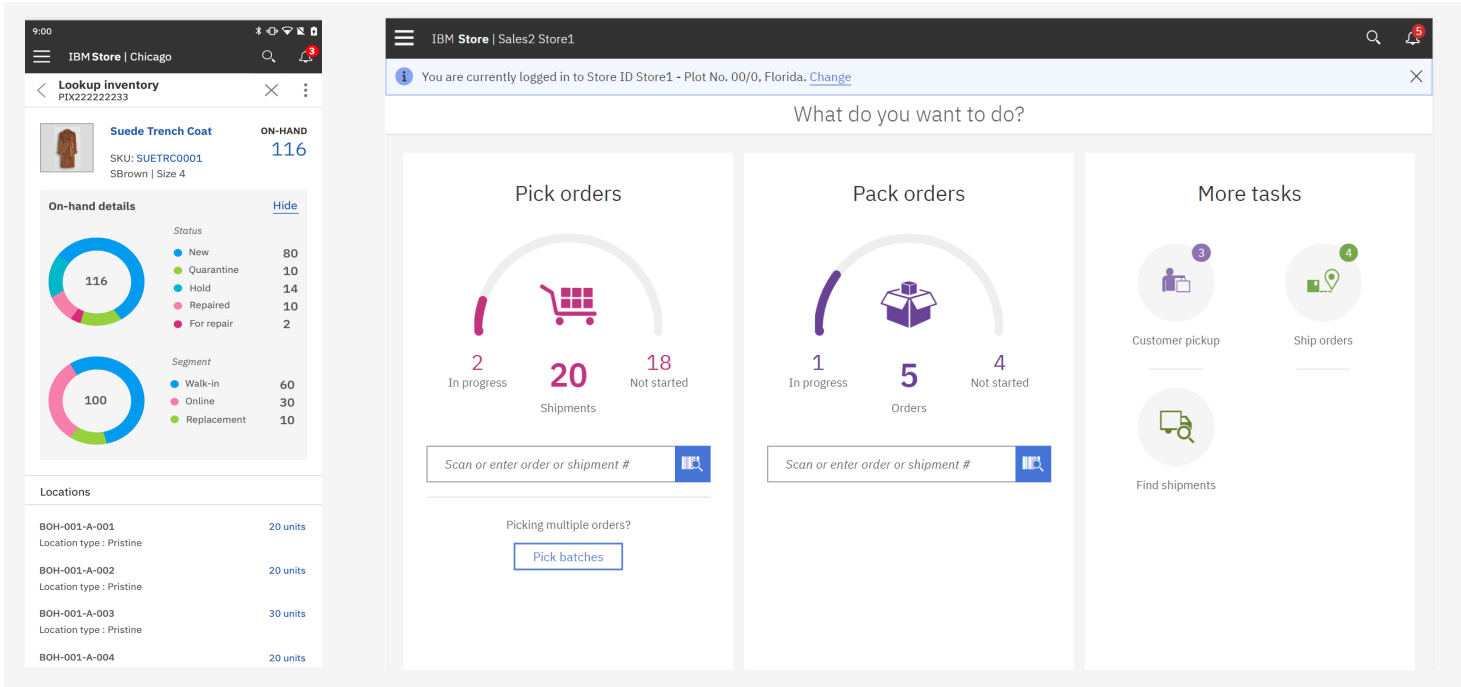 9:00
IBM Store | Chicago
3
Lookup inventory
PIX222222233
Suede Trench Coat
ON-HAND
116
SKU: SUETRC0001
SBrown | Size 4
On-hand details
Hide
Status
116
New 80
Quarantine 10
Hold 14
Repaired 10
For repair 2
Segment
100
Walk-in 60
Online 30
Replacement 10
Locations
BOH-001-A-001 20 units
Location type : Pristine
BOH-001-A-002 20 units
Location type : Pristine
BOH-001-A-003 30 units
Location type : Pristine
BOH-001-A-004 20 units
IBM Store | Sales2 Store1
5
You are currently logged in to Store ID Store1 - Plot No. 00/0, Florida. Change
What do you want to do?
Pick orders
2
In progress
20
Shipments
18
Not started
Scan or enter order or shipment #
Picking multiple orders?
Pick batches
Pack orders
1
In progress
5
Orders
4
Not started
Scan or enter order or shipment #
More tasks
3
Customer pickup
4
Ship orders
Find shipments